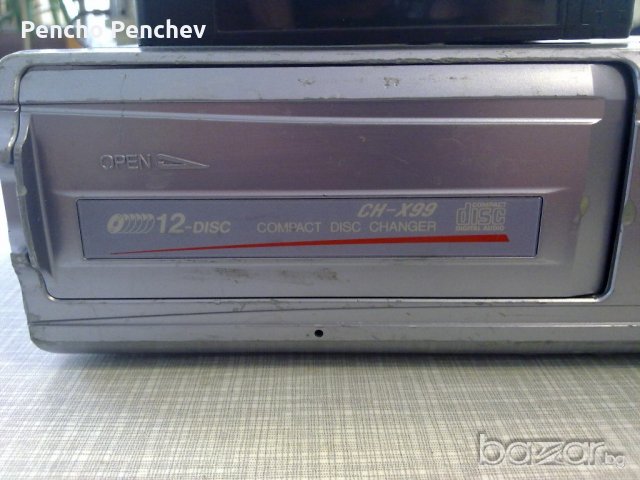 Pencho Penchev
OPEN
12-DISC COMPACT DISC CHANGER
CH-X99
COMPACT
disc
DIGITAL AUDIO
bazar.bg